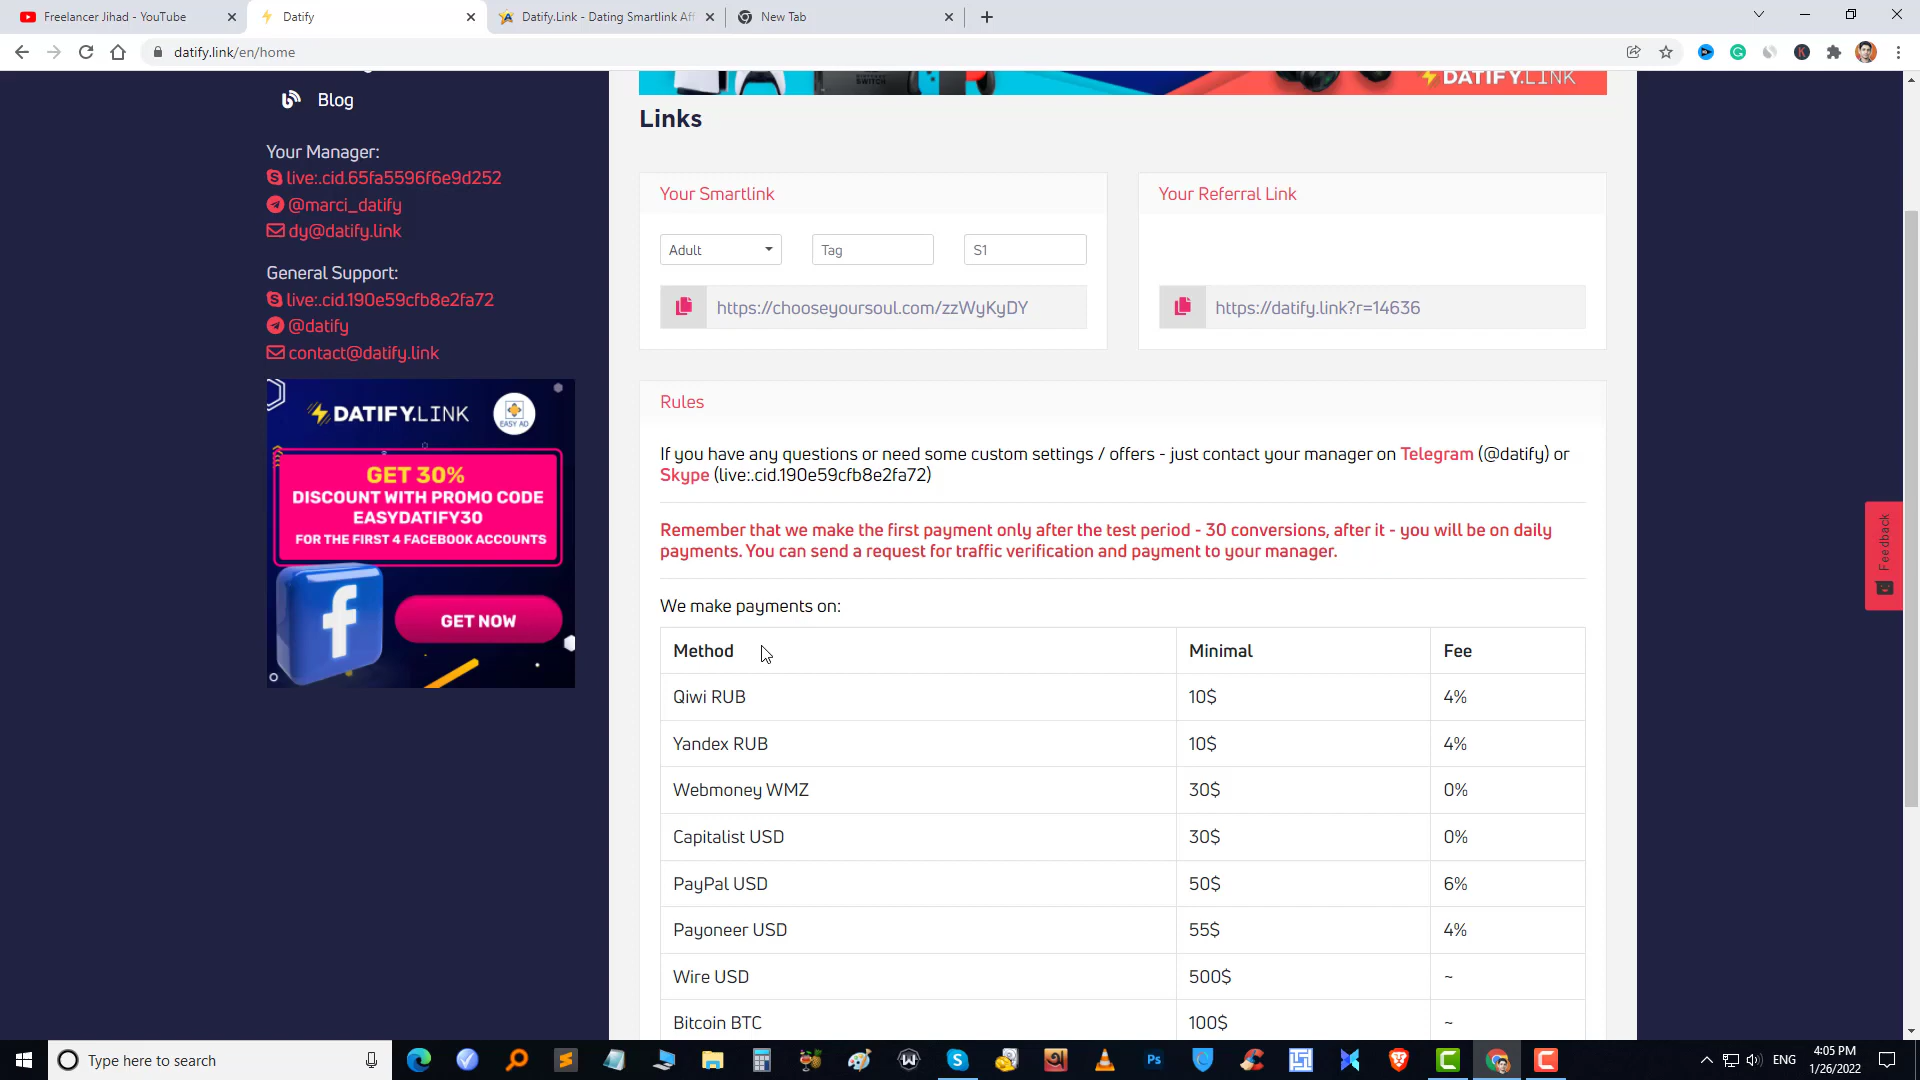 Freelancer Jihad - YouTube
Datify
Datify.Link - Dating Smartlink Aff
New Tab
datify.link/en/home
Blog
Your Manager:
live:.cid.65fa5596f6e9d252
@marci_datify
dy@datify.link
General Support:
live:.cid.190e59cfb8e2fa72
@datify
contact@datify.link
DATIFY.LINK
EASY AD
GET 30%
DISCOUNT WITH PROMO CODE
EASYDATIFY30
FOR THE FIRST 4 FACEBOOK ACCOUNTS
GET NOW
SWITCH
DATIFY.LINK
Links
Your Smartlink
Adult
Tag
S1
https://chooseyoursoul.com/zzWyKyDY
Your Referral Link
https://datify.link?r=14636
Rules
If you have any questions or need some custom settings / offers - just contact your manager on Telegram (@datify) or
Skype (live:.cid.190e59cfb8e2fa72)
Remember that we make the first payment only after the test period - 30 conversions, after it - you will be on daily
payments. You can send a request for traffic verification and payment to your manager.
We make payments on:
Method Minimal Fee
Qiwi RUB 10$ 4%
Yandex RUB 10$ 4%
Webmoney WMZ 30$ 0%
Capitalist USD 30$ 0%
PayPal USD 50$ 6%
Payoneer USD 55$ 4%
Wire USD 500$ ~
Bitcoin BTC 100$ ~
Feedback
Type here to search
Ps
ENG
4:05 PM
1/26/2022